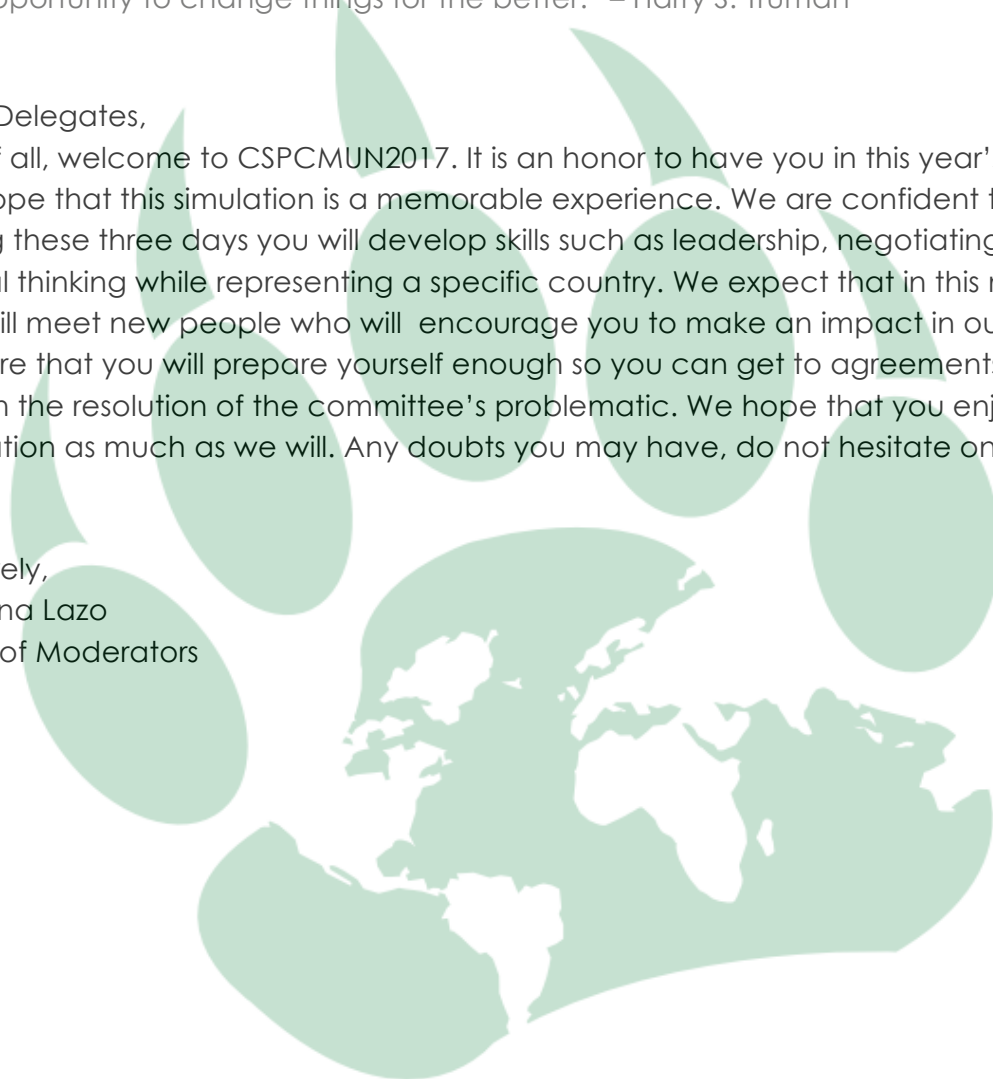 pportunity to change things for the better." – Harry S. Truman
Delegates,
f all, welcome to CSPCMUN2017. It is an honor to have you in this year'
ope that this simulation is a memorable experience. We are confident
g these three days you will develop skills such as leadership, negotiating
al thinking while representing a specific country. We expect that in this
ill meet new people who will encourage you to make an impact in ou
re that you will prepare yourself enough so you can get to agreements
n the resolution of the committee's problematic. We hope that you enj
ation as much as we will. Any doubts you may have, do not hesitate on
ely,
na Lazo
of Moderators